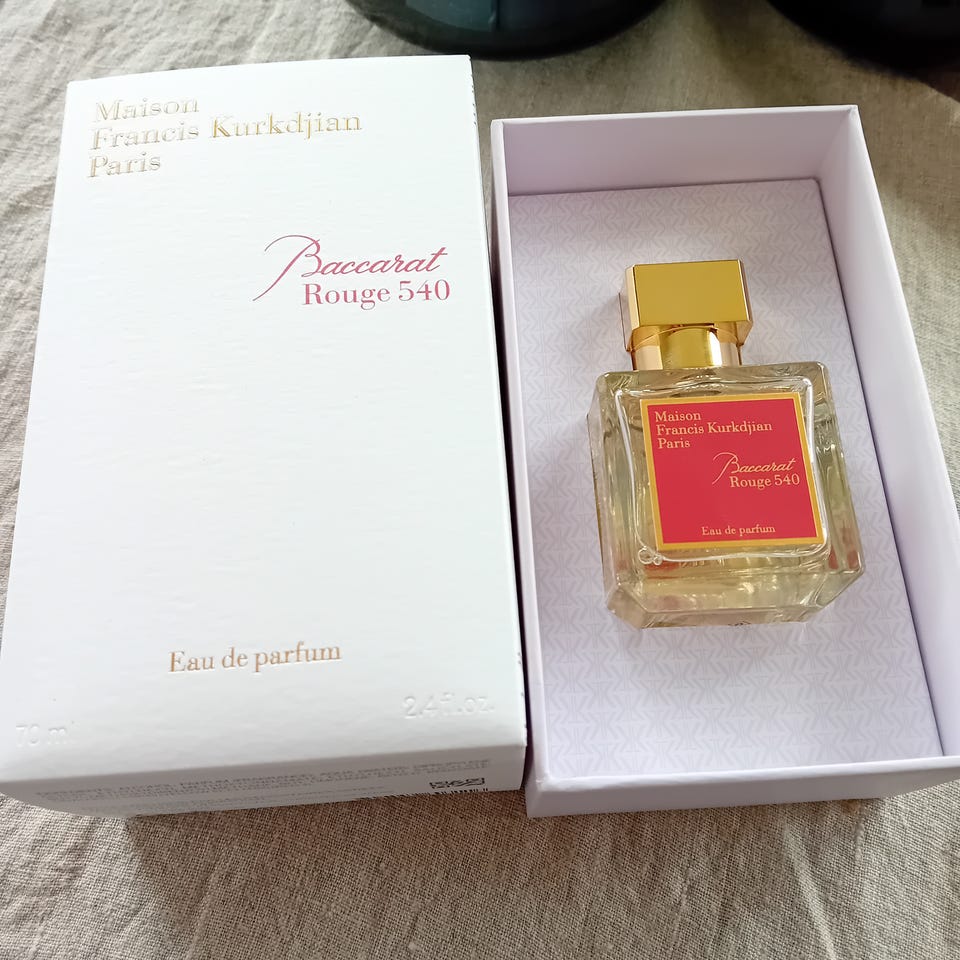 Maison
Francis Kurkdjian
Paris
Baccarat
Rouge 540
Eau de parfum
70 m
2.4 fl.oz.
Maison
Francis Kurkdjian
Paris
Baccarat
Rouge 540
Eau de parfum